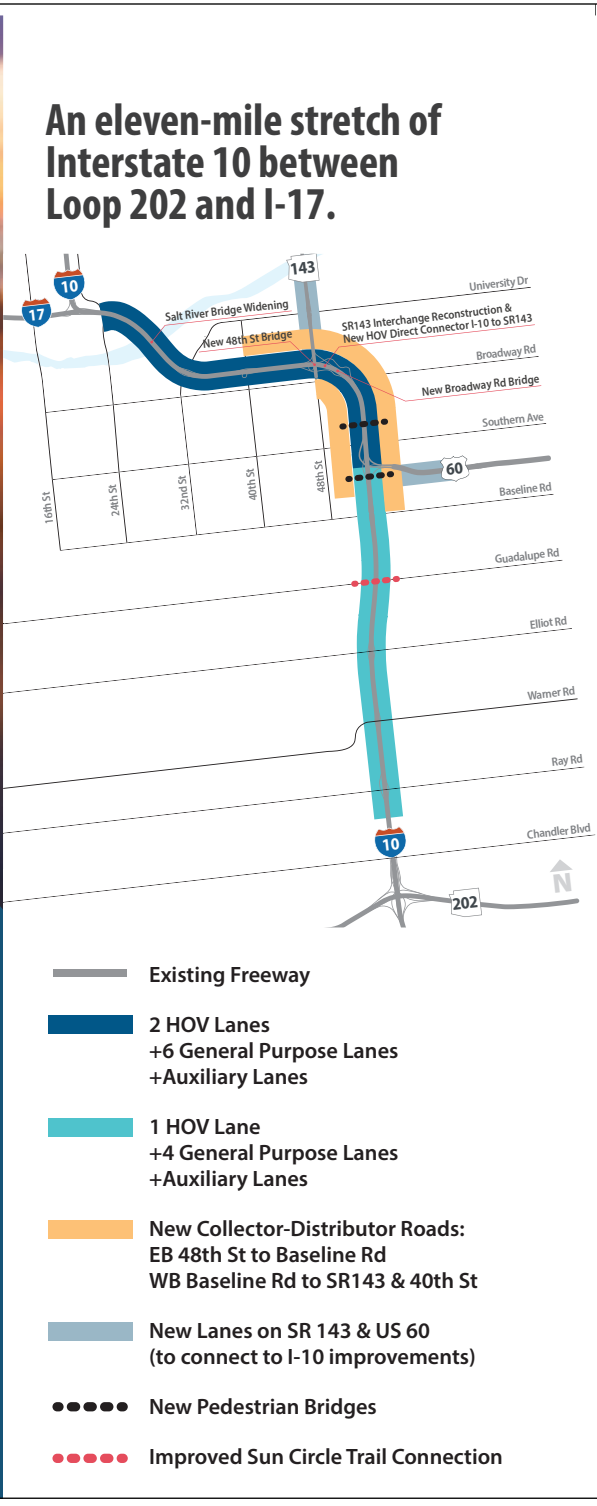 An eleven-mile stretch of
Interstate 10 between
Loop 202 and I-17.
143
10
17
University Dr
Salt River Bridge Widening
SR143 Interchange Reconstruction &
New HOV Direct Connector I-10 to SR143
New 48th St Bridge
Broadway Rd
New Broadway Rd Bridge
Southern Ave
60
16th St
24th St
32nd St
40th St
48th St
Baseline Rd
Guadalupe Rd
Elliot Rd
Warner Rd
Ray Rd
Chandler Blvd
10
N
202
Existing Freeway
2 HOV Lanes
+6 General Purpose Lanes
+Auxiliary Lanes
1 HOV Lane
+4 General Purpose Lanes
+Auxiliary Lanes
New Collector-Distributor Roads:
EB 48th St to Baseline Rd
WB Baseline Rd to SR143 & 40th St
New Lanes on SR 143 & US 60
(to connect to I-10 improvements)
New Pedestrian Bridges
Improved Sun Circle Trail Connection